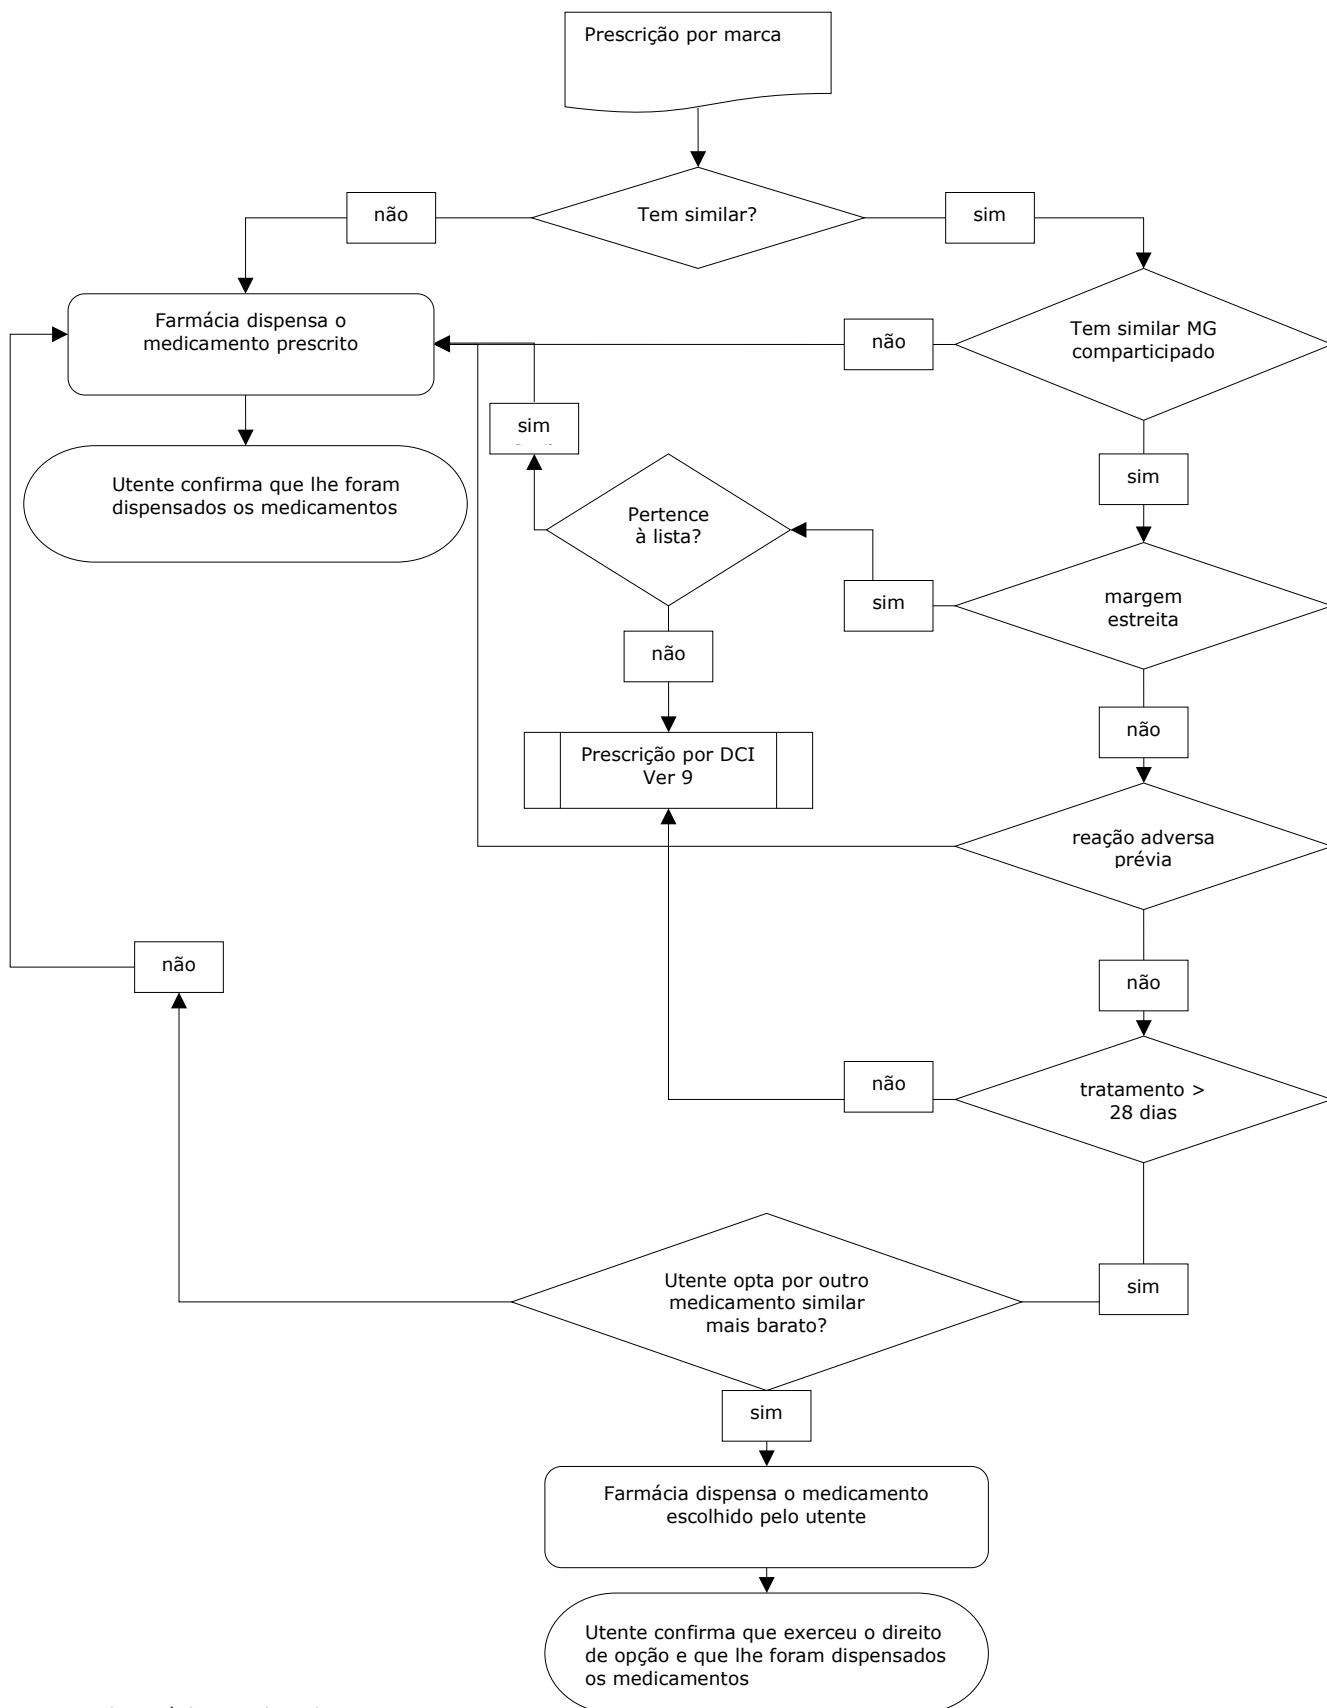 Prescrição por marca
não
Tem similar?
sim
Farmácia dispensa o
medicamento prescrito
não
Tem similar MG
comparticipado
sim
Utente confirma que lhe foram
dispensados os medicamentos
Pertence
à lista?
sim
sim
margem
estreita
não
não
Prescrição por DCI
Ver 9
reação adversa
prévia
não
não
não
tratamento >
28 dias
Utente opta por outro
medicamento similar
mais barato?
sim
sim
Farmácia dispensa o medicamento
escolhido pelo utente
Utente confirma que exerceu o direito
de opção e que lhe foram dispensados
os medicamentos